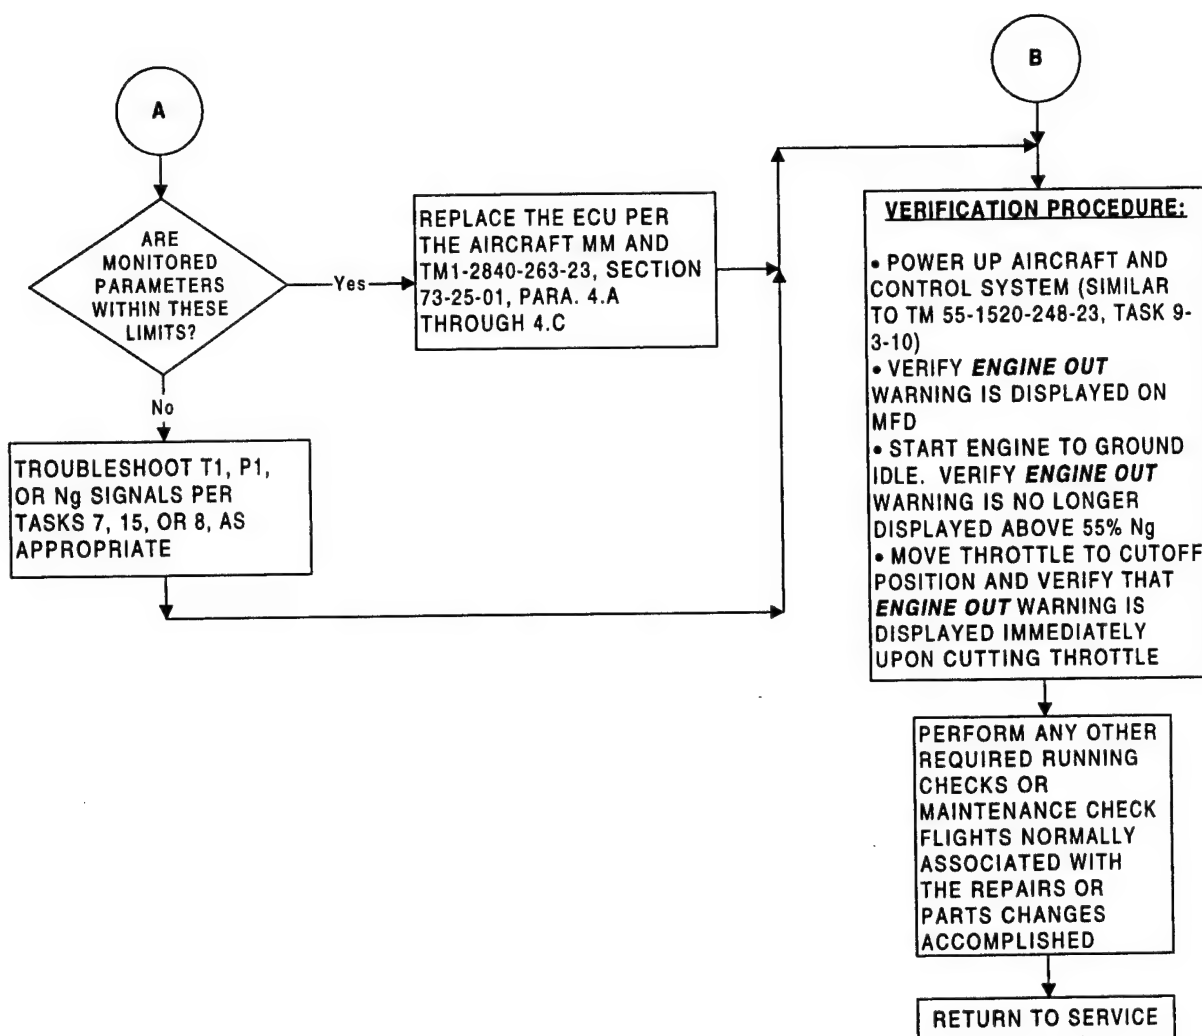 A
ARE
MONITORED
PARAMETERS
WITHIN THESE
LIMITS?
Yes
No
REPLACE THE ECU PER
THE AIRCRAFT MM AND
TM1-2840-263-23, SECTION
73-25-01, PARA. 4.A
THROUGH 4.C
TROUBLESHOOT T1, P1,
OR Ng SIGNALS PER
TASKS 7, 15, OR 8, AS
APPROPRIATE
B
VERIFICATION PROCEDURE:
• POWER UP AIRCRAFT AND
CONTROL SYSTEM (SIMILAR
TO TM 55-1520-248-23, TASK 9-
3-10)
• VERIFY ENGINE OUT
WARNING IS DISPLAYED ON
MFD
• START ENGINE TO GROUND
IDLE. VERIFY ENGINE OUT
WARNING IS NO LONGER
DISPLAYED ABOVE 55% Ng
• MOVE THROTTLE TO CUTOFF
POSITION AND VERIFY THAT
ENGINE OUT WARNING IS
DISPLAYED IMMEDIATELY
UPON CUTTING THROTTLE
PERFORM ANY OTHER
REQUIRED RUNNING
CHECKS OR
MAINTENANCE CHECK
FLIGHTS NORMALLY
ASSOCIATED WITH
THE REPAIRS OR
PARTS CHANGES
ACCOMPLISHED
RETURN TO SERVICE